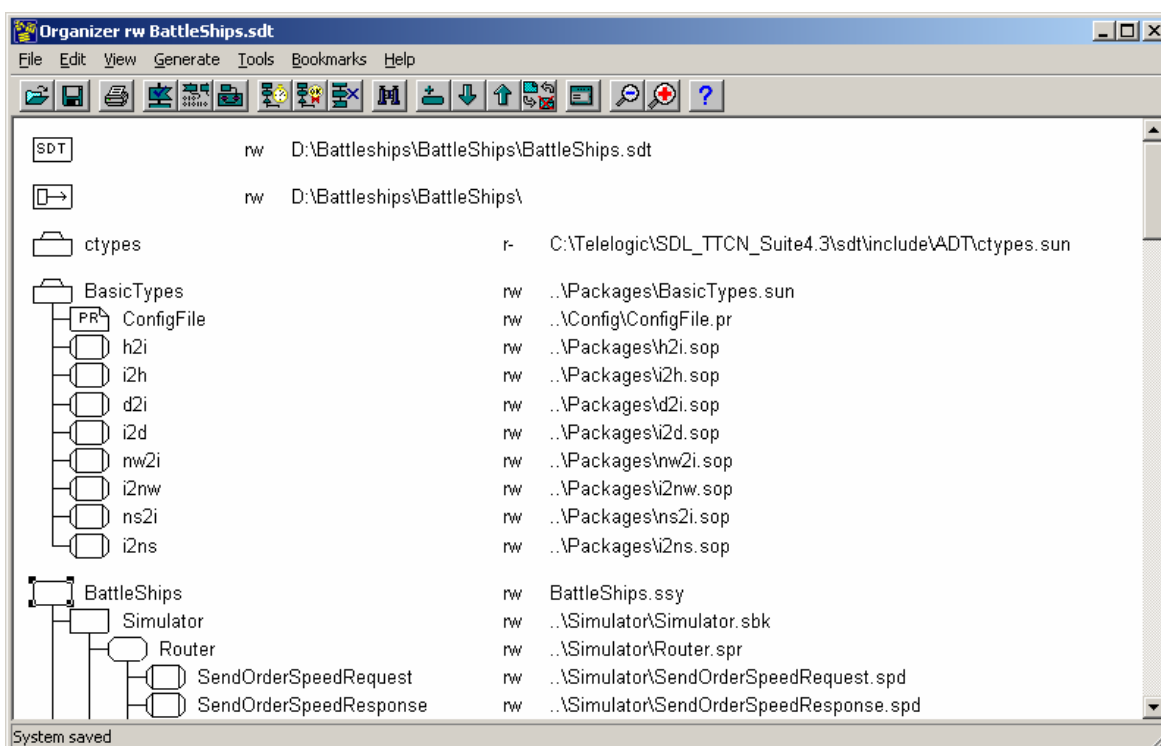 Organizer rw BattleShips.sdt
File Edit View Generate Tools Bookmarks Help
SDT rw D:\Battleships\BattleShips\BattleShips.sdt
rw D:\Battleships\BattleShips\
ctypes r- C:\Telelogic\SDL_TTCN_Suite4.3\sdt\include\ADT\ctypes.sun
BasicTypes rw ..\Packages\BasicTypes.sun
PR ConfigFile rw ..\Config\ConfigFile.pr
h2i rw ..\Packages\h2i.sop
i2h rw ..\Packages\i2h.sop
d2i rw ..\Packages\d2i.sop
i2d rw ..\Packages\i2d.sop
nw2i rw ..\Packages\nw2i.sop
i2nw rw ..\Packages\i2nw.sop
ns2i rw ..\Packages\ns2i.sop
i2ns rw ..\Packages\i2ns.sop
BattleShips rw BattleShips.ssy
Simulator rw ..\Simulator\Simulator.sbk
Router rw ..\Simulator\Router.spr
SendOrderSpeedRequest rw ..\Simulator\SendOrderSpeedRequest.spd
SendOrderSpeedResponse rw ..\Simulator\SendOrderSpeedResponse.spd
System saved